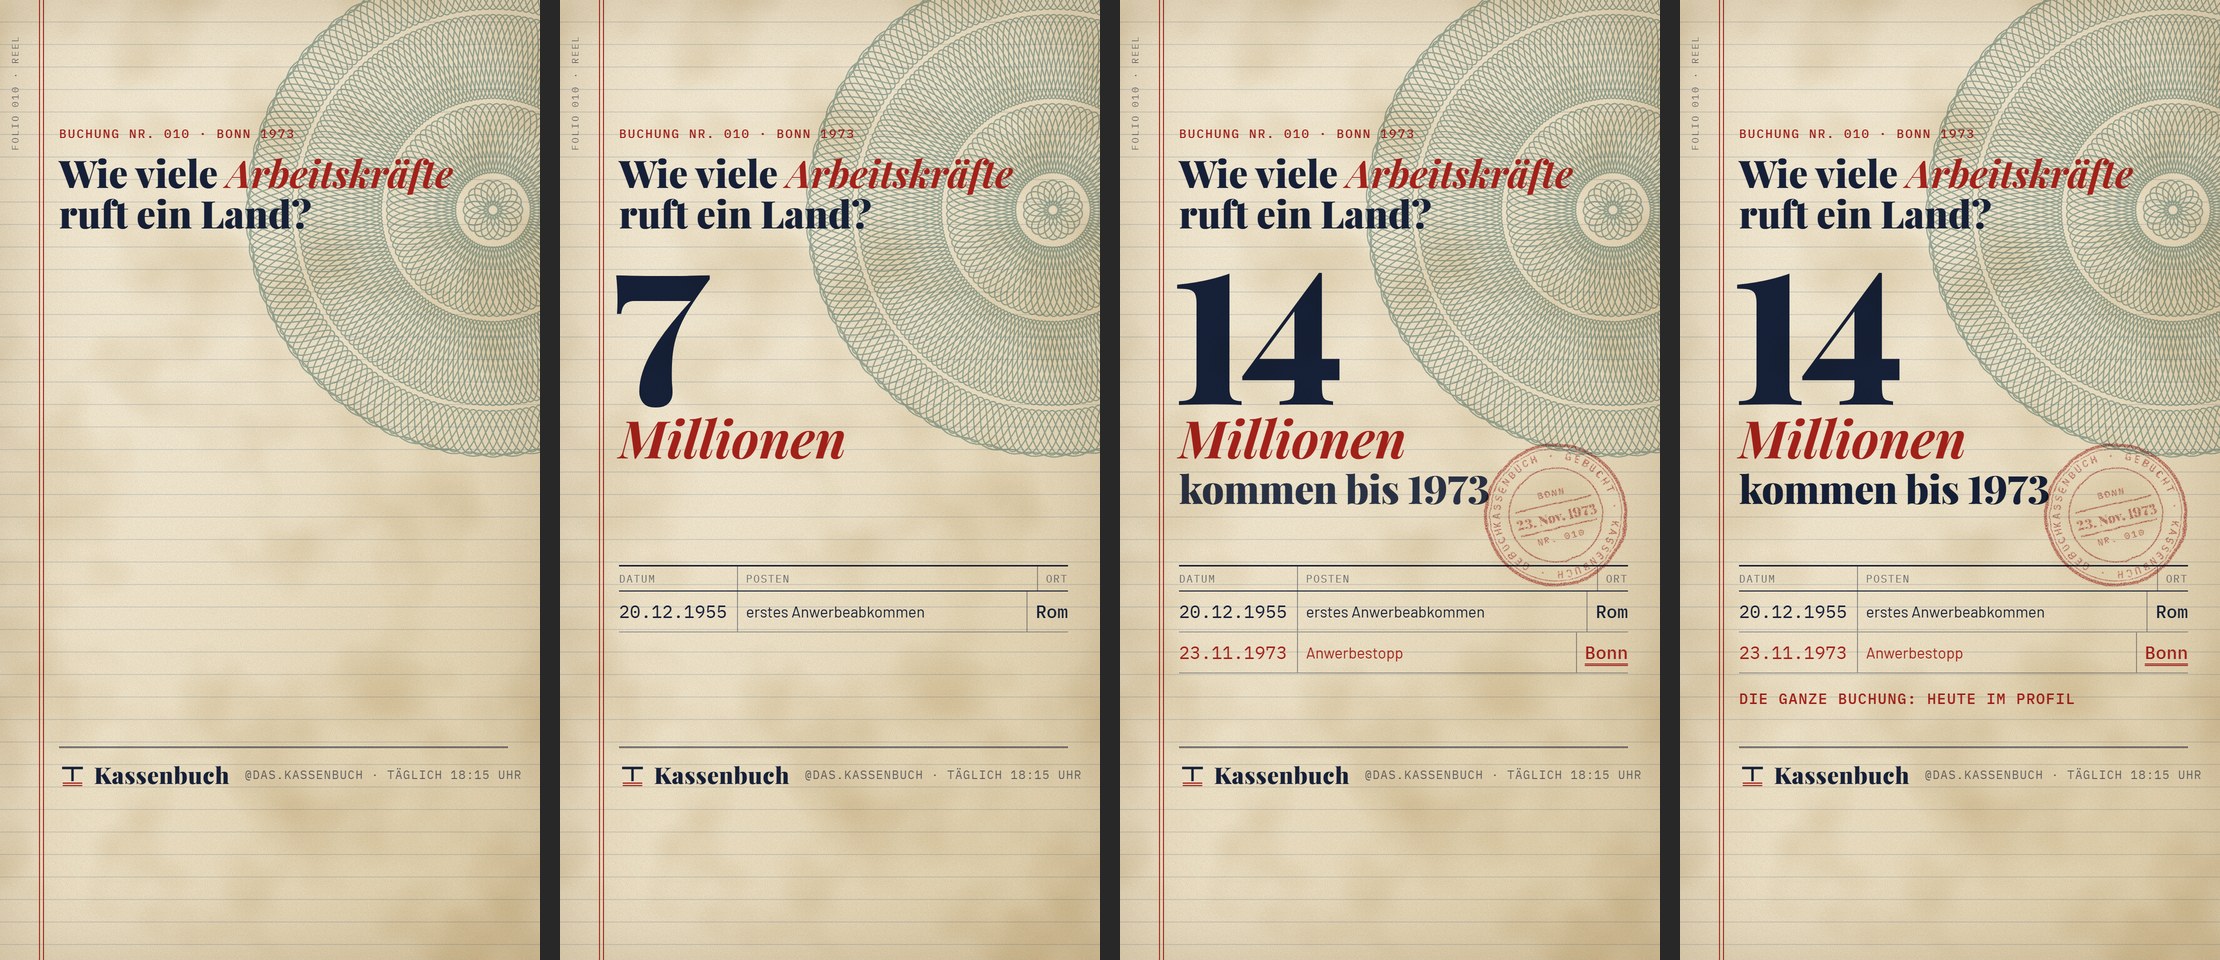 FOLIO 010 · REEL
BUCHUNG NR. 010 · BONN 1973
Wie viele Arbeitskräfte
ruft ein Land?
Kassenbuch @DAS.KASSENBUCH · TÄGLICH 18:15 UHR
FOLIO 010 · REEL
BUCHUNG NR. 010 · BONN 1973
Wie viele Arbeitskräfte
ruft ein Land?
7
Millionen
DATUM POSTEN ORT
20.12.1955 erstes Anwerbeabkommen Rom
Kassenbuch @DAS.KASSENBUCH · TÄGLICH 18:15 UHR
FOLIO 010 · REEL
BUCHUNG NR. 010 · BONN 1973
Wie viele Arbeitskräfte
ruft ein Land?
14
Millionen
kommen bis 1973
KASSENBUCH · GEBUCHT · KASSENBUCH · GEBUCH
BONN
23. Nov. 1973
NR. 010
DATUM POSTEN ORT
20.12.1955 erstes Anwerbeabkommen Rom
23.11.1973 Anwerbestopp Bonn
Kassenbuch @DAS.KASSENBUCH · TÄGLICH 18:15 UHR
FOLIO 010 · REEL
BUCHUNG NR. 010 · BONN 1973
Wie viele Arbeitskräfte
ruft ein Land?
14
Millionen
kommen bis 1973
KASSENBUCH · GEBUCHT · KASSENBUCH · GEBUCH
BONN
23. Nov. 1973
NR. 010
DATUM POSTEN ORT
20.12.1955 erstes Anwerbeabkommen Rom
23.11.1973 Anwerbestopp Bonn
DIE GANZE BUCHUNG: HEUTE IM PROFIL
Kassenbuch @DAS.KASSENBUCH · TÄGLICH 18:15 UHR